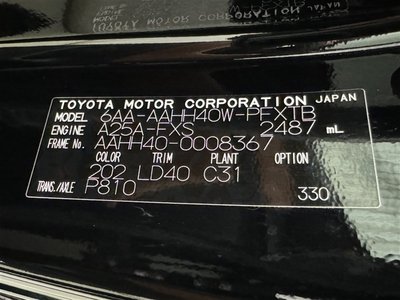 TOYOTA MOTOR CORPORATION JAPAN
MODEL 6AA-AAHH40W-PFXTB
ENGINE A25A-FXS 2487 mL
FRAME No. AAHH40-0008367
COLOR TRIM PLANT OPTION
202 LD40 C31
TRANS./AXLE P810 330